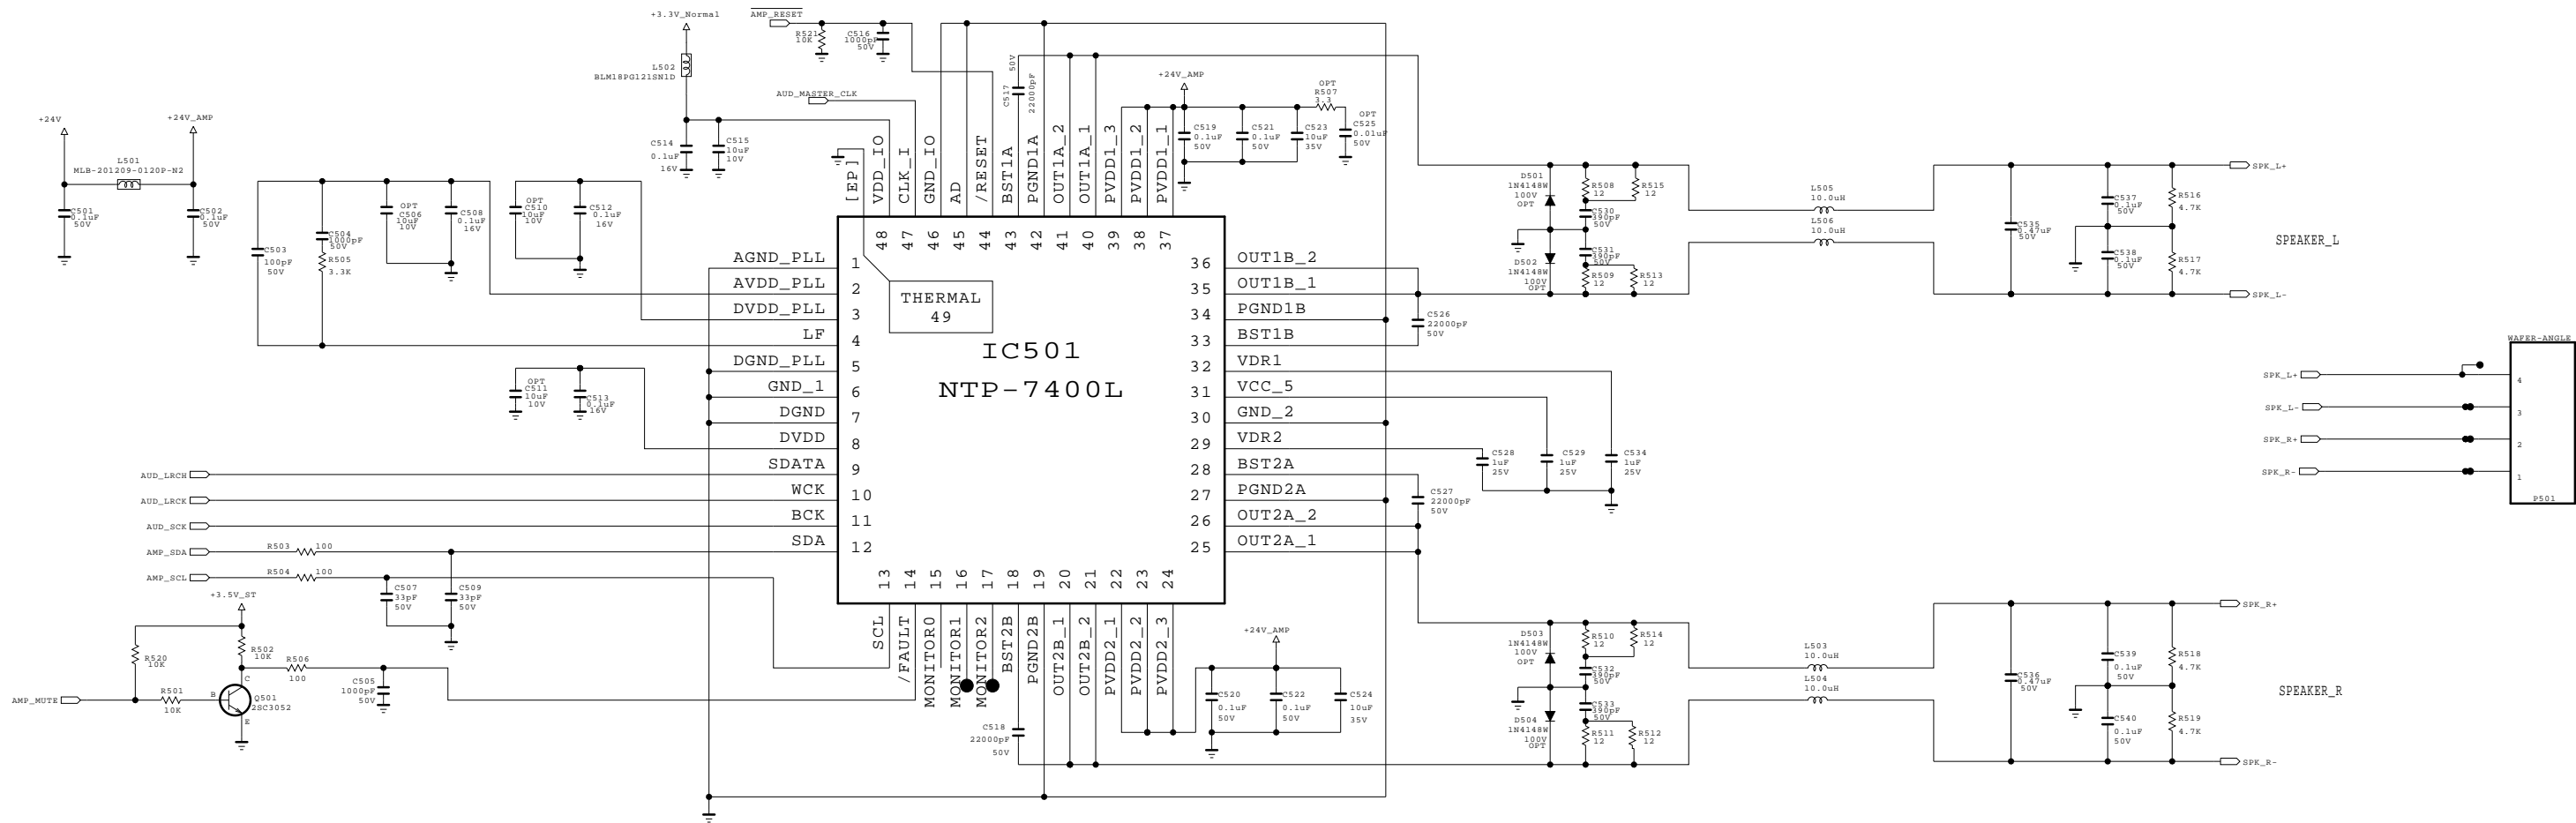 +24V
+24V_AMP
L501
MLB-201209-0120P-N2
C501
0.1uF
50V
C502
0.1uF
50V
+3.3V_Normal
L502
BLM18PG121SN1D
C514
0.1uF
16V
C515
10uF
10V
AMP_RESET
R521
10K
C516
1000pF
50V
AUD_MASTER_CLK
C517
22000pF
50V
+24V_AMP
C519
0.1uF
50V
C521
0.1uF
50V
C523
10uF
35V
OPT
R507
3.3
OPT
C525
0.01uF
50V
C503
100pF
50V
C504
1000pF
50V
R505
3.3K
OPT
C506
10uF
10V
C508
0.1uF
16V
OPT
C510
10uF
10V
C512
0.1uF
16V
OPT
C511
10uF
10V
C513
0.1uF
16V
[EP]
VDD_IO
CLK_I
GND_IO
AD
/RESET
BST1A
PGND1A
OUT1A_2
OUT1A_1
PVDD1_3
PVDD1_2
PVDD1_1
48
47
46
45
44
43
42
41
40
39
38
37
AGND_PLL
1
AVDD_PLL
2
DVDD_PLL
3
LF
4
DGND_PLL
5
GND_1
6
DGND
7
DVDD
8
SDATA
9
WCK
10
BCK
11
SDA
12
THERMAL
49
IC501
NTP-7400L
36
OUT1B_2
35
OUT1B_1
34
PGND1B
33
BST1B
32
VDR1
31
VCC_5
30
GND_2
29
VDR2
28
BST2A
27
PGND2A
26
OUT2A_2
25
OUT2A_1
13
14
15
16
17
18
19
20
21
22
23
24
SCL
/FAULT
MONITOR0
MONITOR1
MONITOR2
BST2B
PGND2B
OUT2B_1
OUT2B_2
PVDD2_1
PVDD2_2
PVDD2_3
AUD_LRCH
AUD_LRCK
AUD_SCK
AMP_SDA
R503
100
AMP_SCL
R504
100
C507
33pF
50V
C509
33pF
50V
+3.5V_ST
R520
10K
R502
10K
R506
100
C505
1000pF
50V
AMP_MUTE
R501
10K
B
C
E
Q501
2SC3052
C518
22000pF
50V
+24V_AMP
C520
0.1uF
50V
C522
0.1uF
50V
C524
10uF
35V
C526
22000pF
50V
C527
22000pF
50V
C528
1uF
25V
C529
1uF
25V
C534
1uF
25V
D501
1N4148W
100V
OPT
R508
12
R515
12
C530
390pF
50V
C531
390pF
50V
D502
1N4148W
100V
OPT
R509
12
R513
12
L505
10.0uH
L506
10.0uH
C535
0.47uF
50V
C537
0.1uF
50V
C538
0.1uF
50V
R516
4.7K
R517
4.7K
SPK_L+
SPK_L-
SPEAKER_L
D503
1N4148W
100V
OPT
R510
12
R514
12
C532
390pF
50V
C533
390pF
50V
D504
1N4148W
100V
OPT
R511
12
R512
12
L503
10.0uH
L504
10.0uH
C536
0.47uF
50V
C539
0.1uF
50V
C540
0.1uF
50V
R518
4.7K
R519
4.7K
SPK_R+
SPK_R-
SPEAKER_R
WAFER-ANGLE
SPK_L+
4
SPK_L-
3
SPK_R+
2
SPK_R-
1
P501